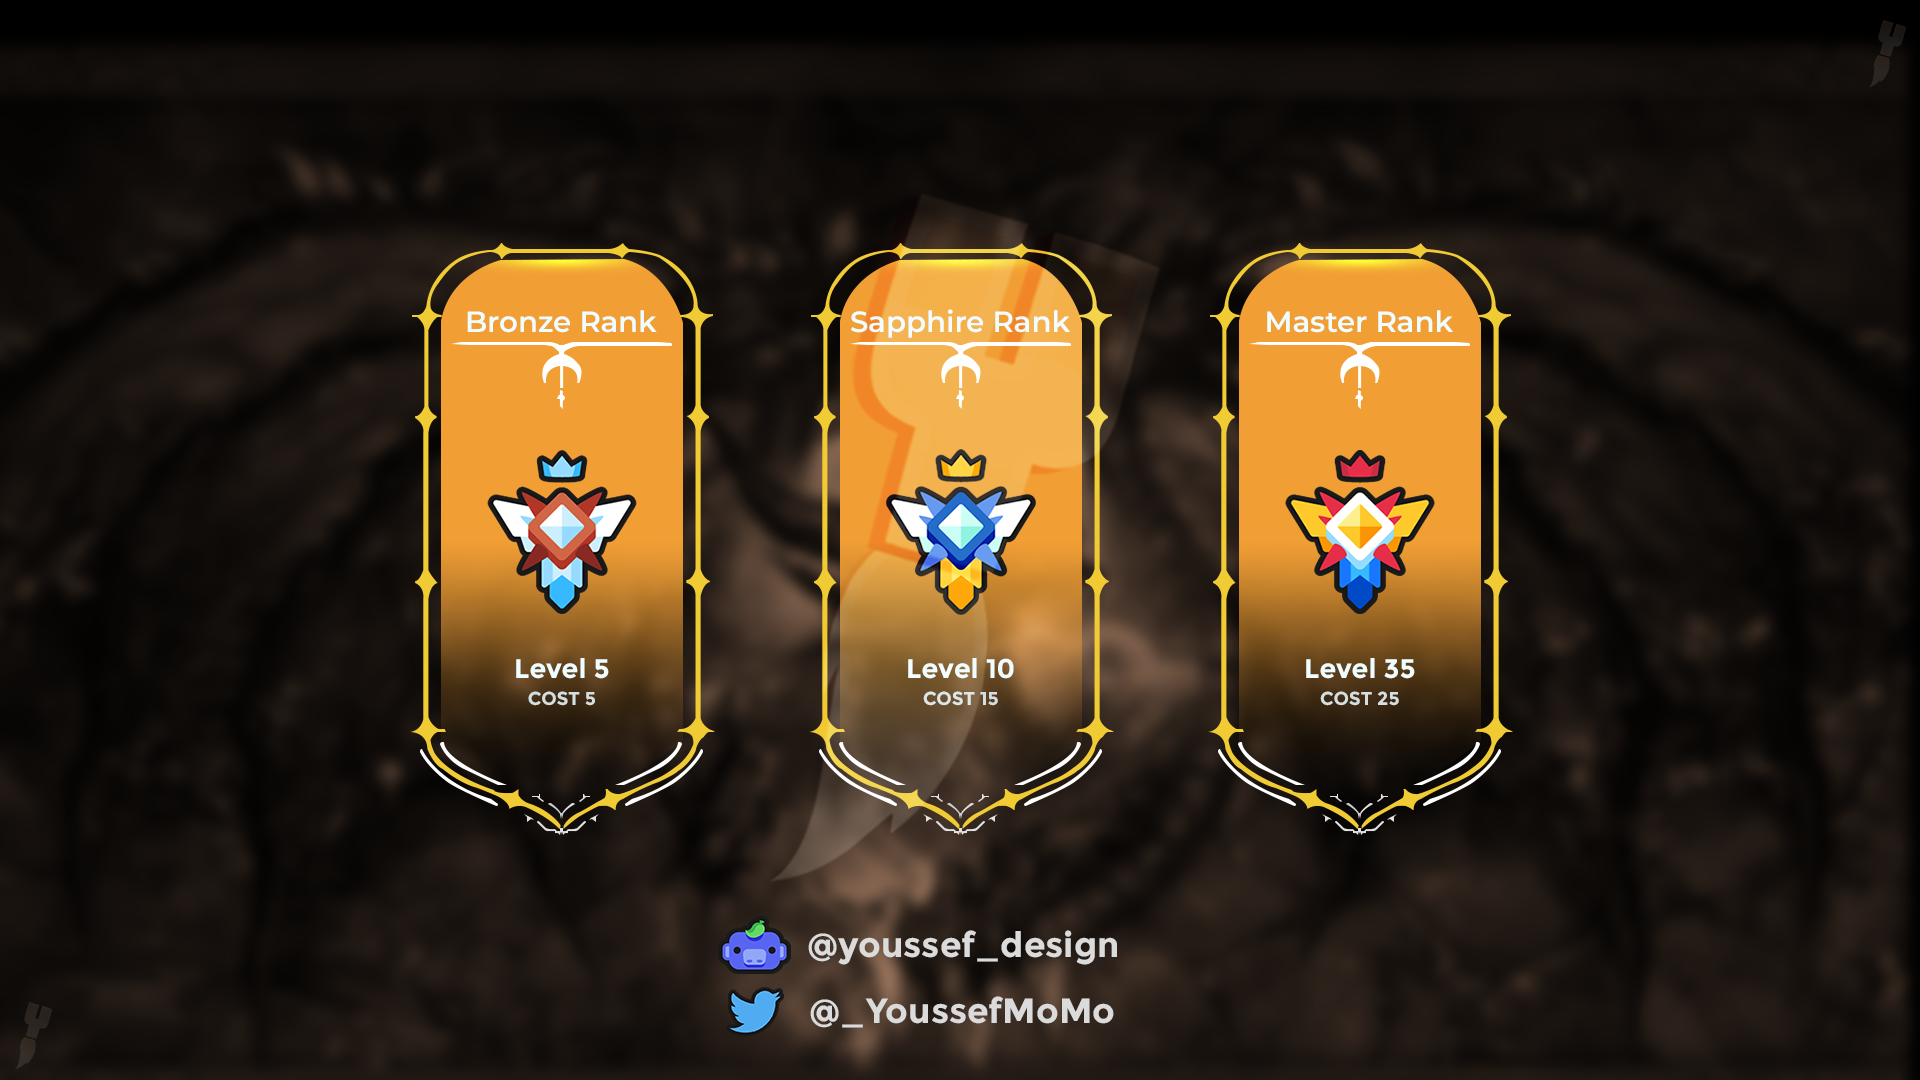 Bronze Rank
Level 5
COST 5
Sapphire Rank
Level 10
COST 15
Master Rank
Level 35
COST 25
@youssef_design
@_YoussefMoMo